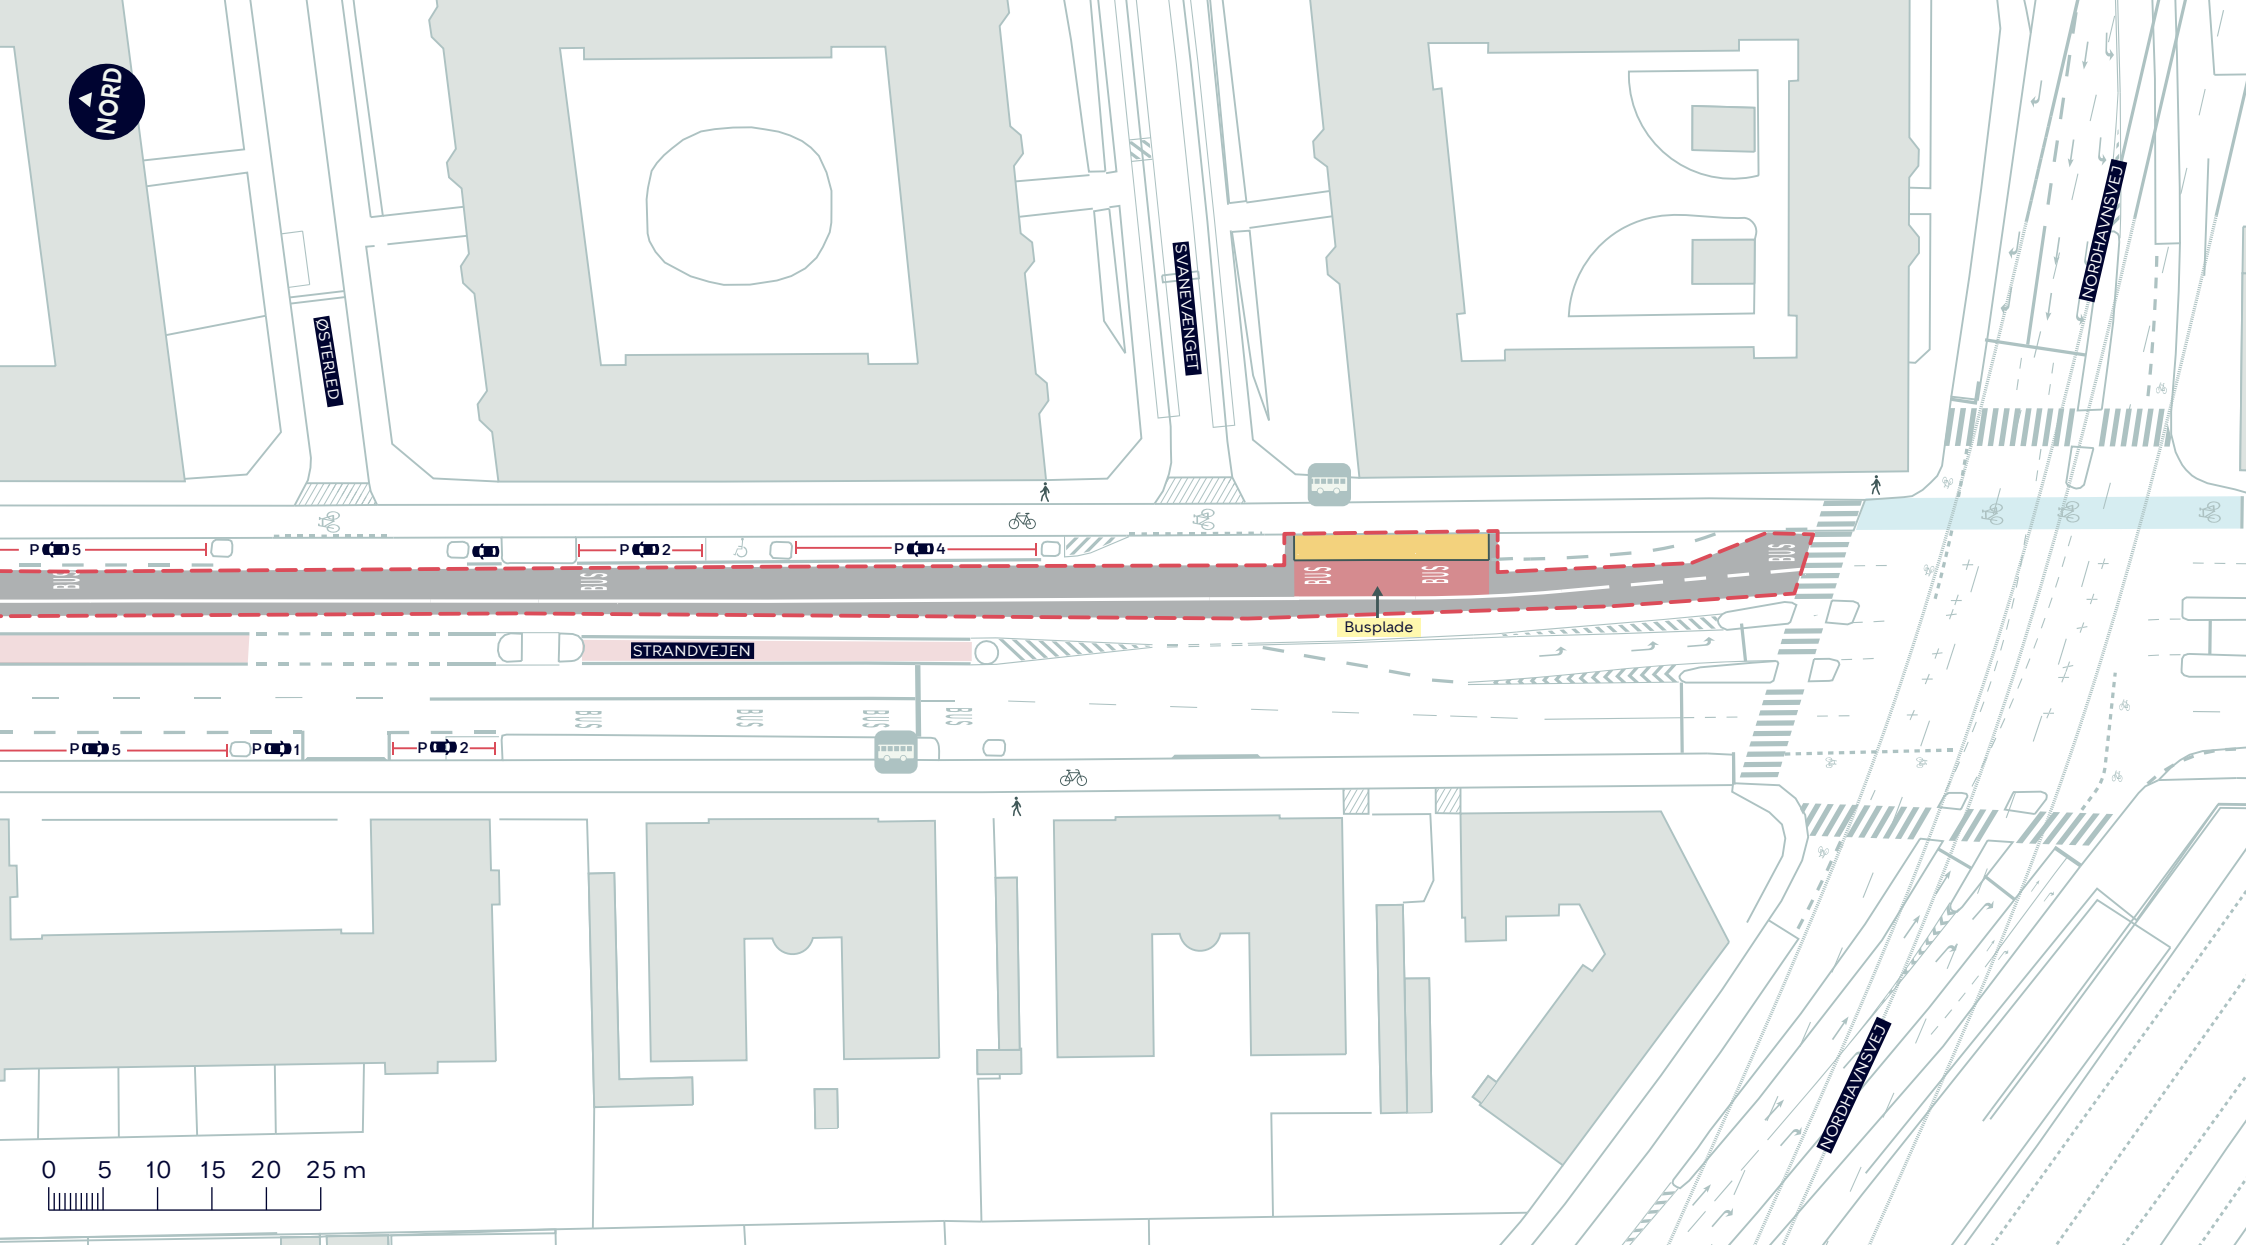 NORD
NORDHAVNSVEJ
SVANEVÆNGET
ØSTERLED
P 5
P 2
P 4
BUS
BUS
BUS
BUS
BUS
Busplade
STRANDVEJEN
BUS
BUS
BUS
BUS
P 5
P 1
P 2
NORDHAVNSVEJ
0 5 10 15 20 25 m